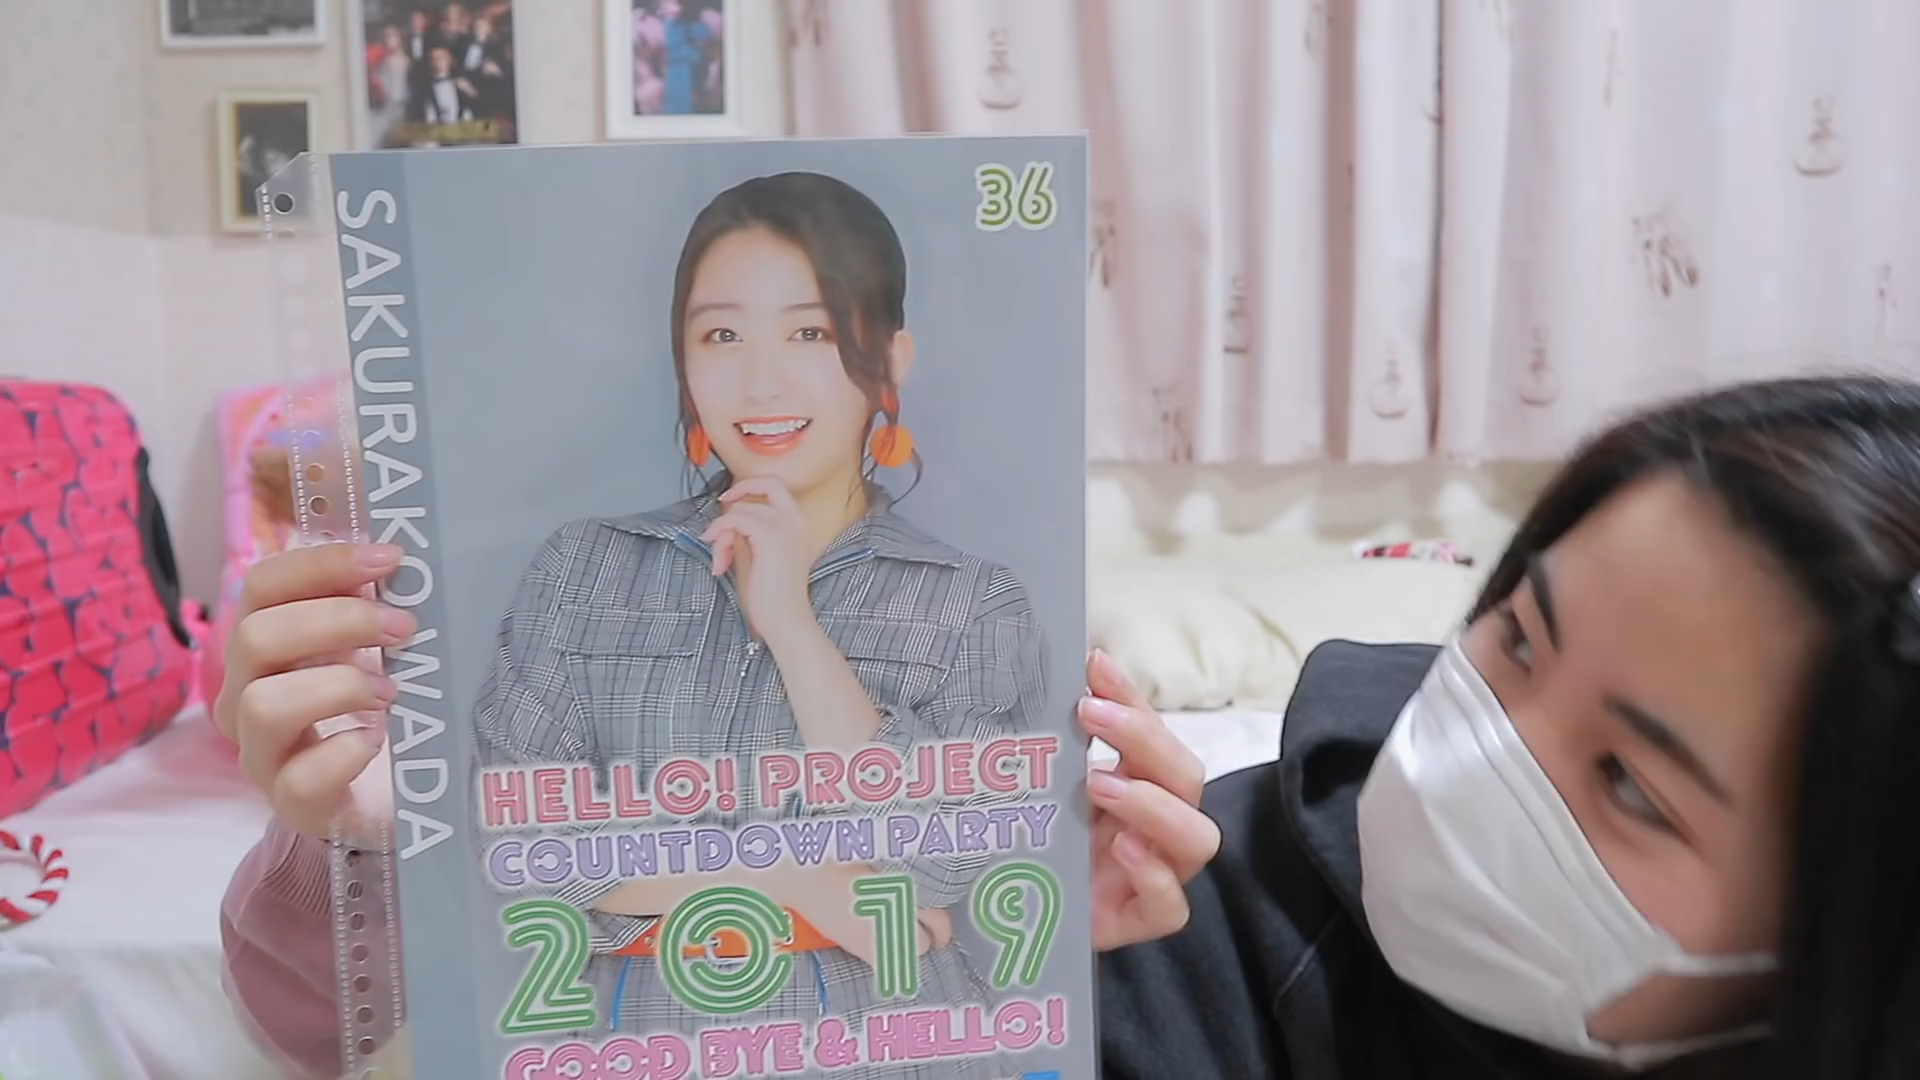 36
SAKURAKO WADA
HELLO! PROJECT
COUNTDOWN PARTY
2019
GOOD BYE & HELLO!